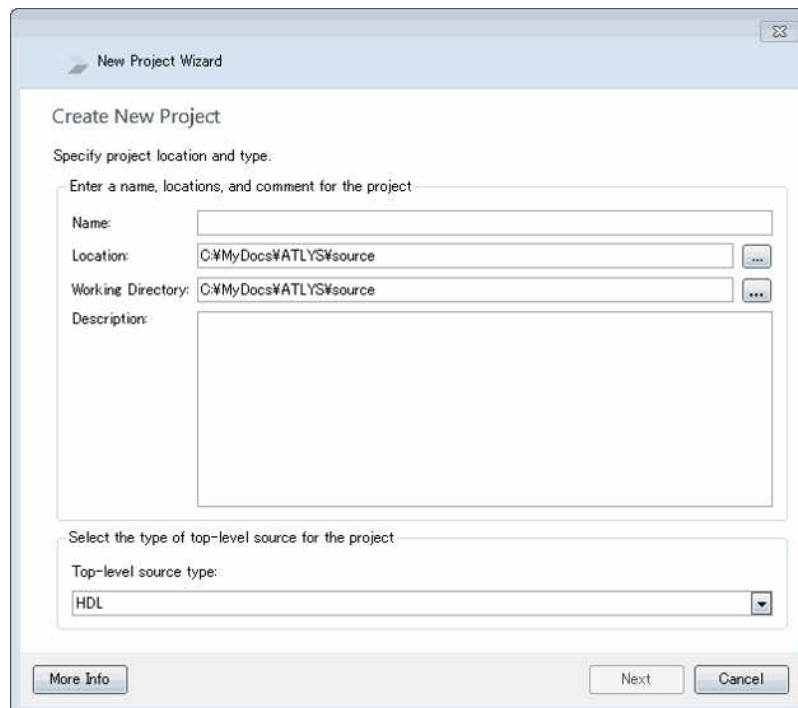 New Project Wizard
Create New Project
Specify project location and type.
Enter a name, locations, and comment for the project
Name:
Location: C:¥MyDocs¥ATLYS¥source ...
Working Directory: C:¥MyDocs¥ATLYS¥source ...
Description:
Select the type of top-level source for the project
Top-level source type:
HDL
More Info Next Cancel